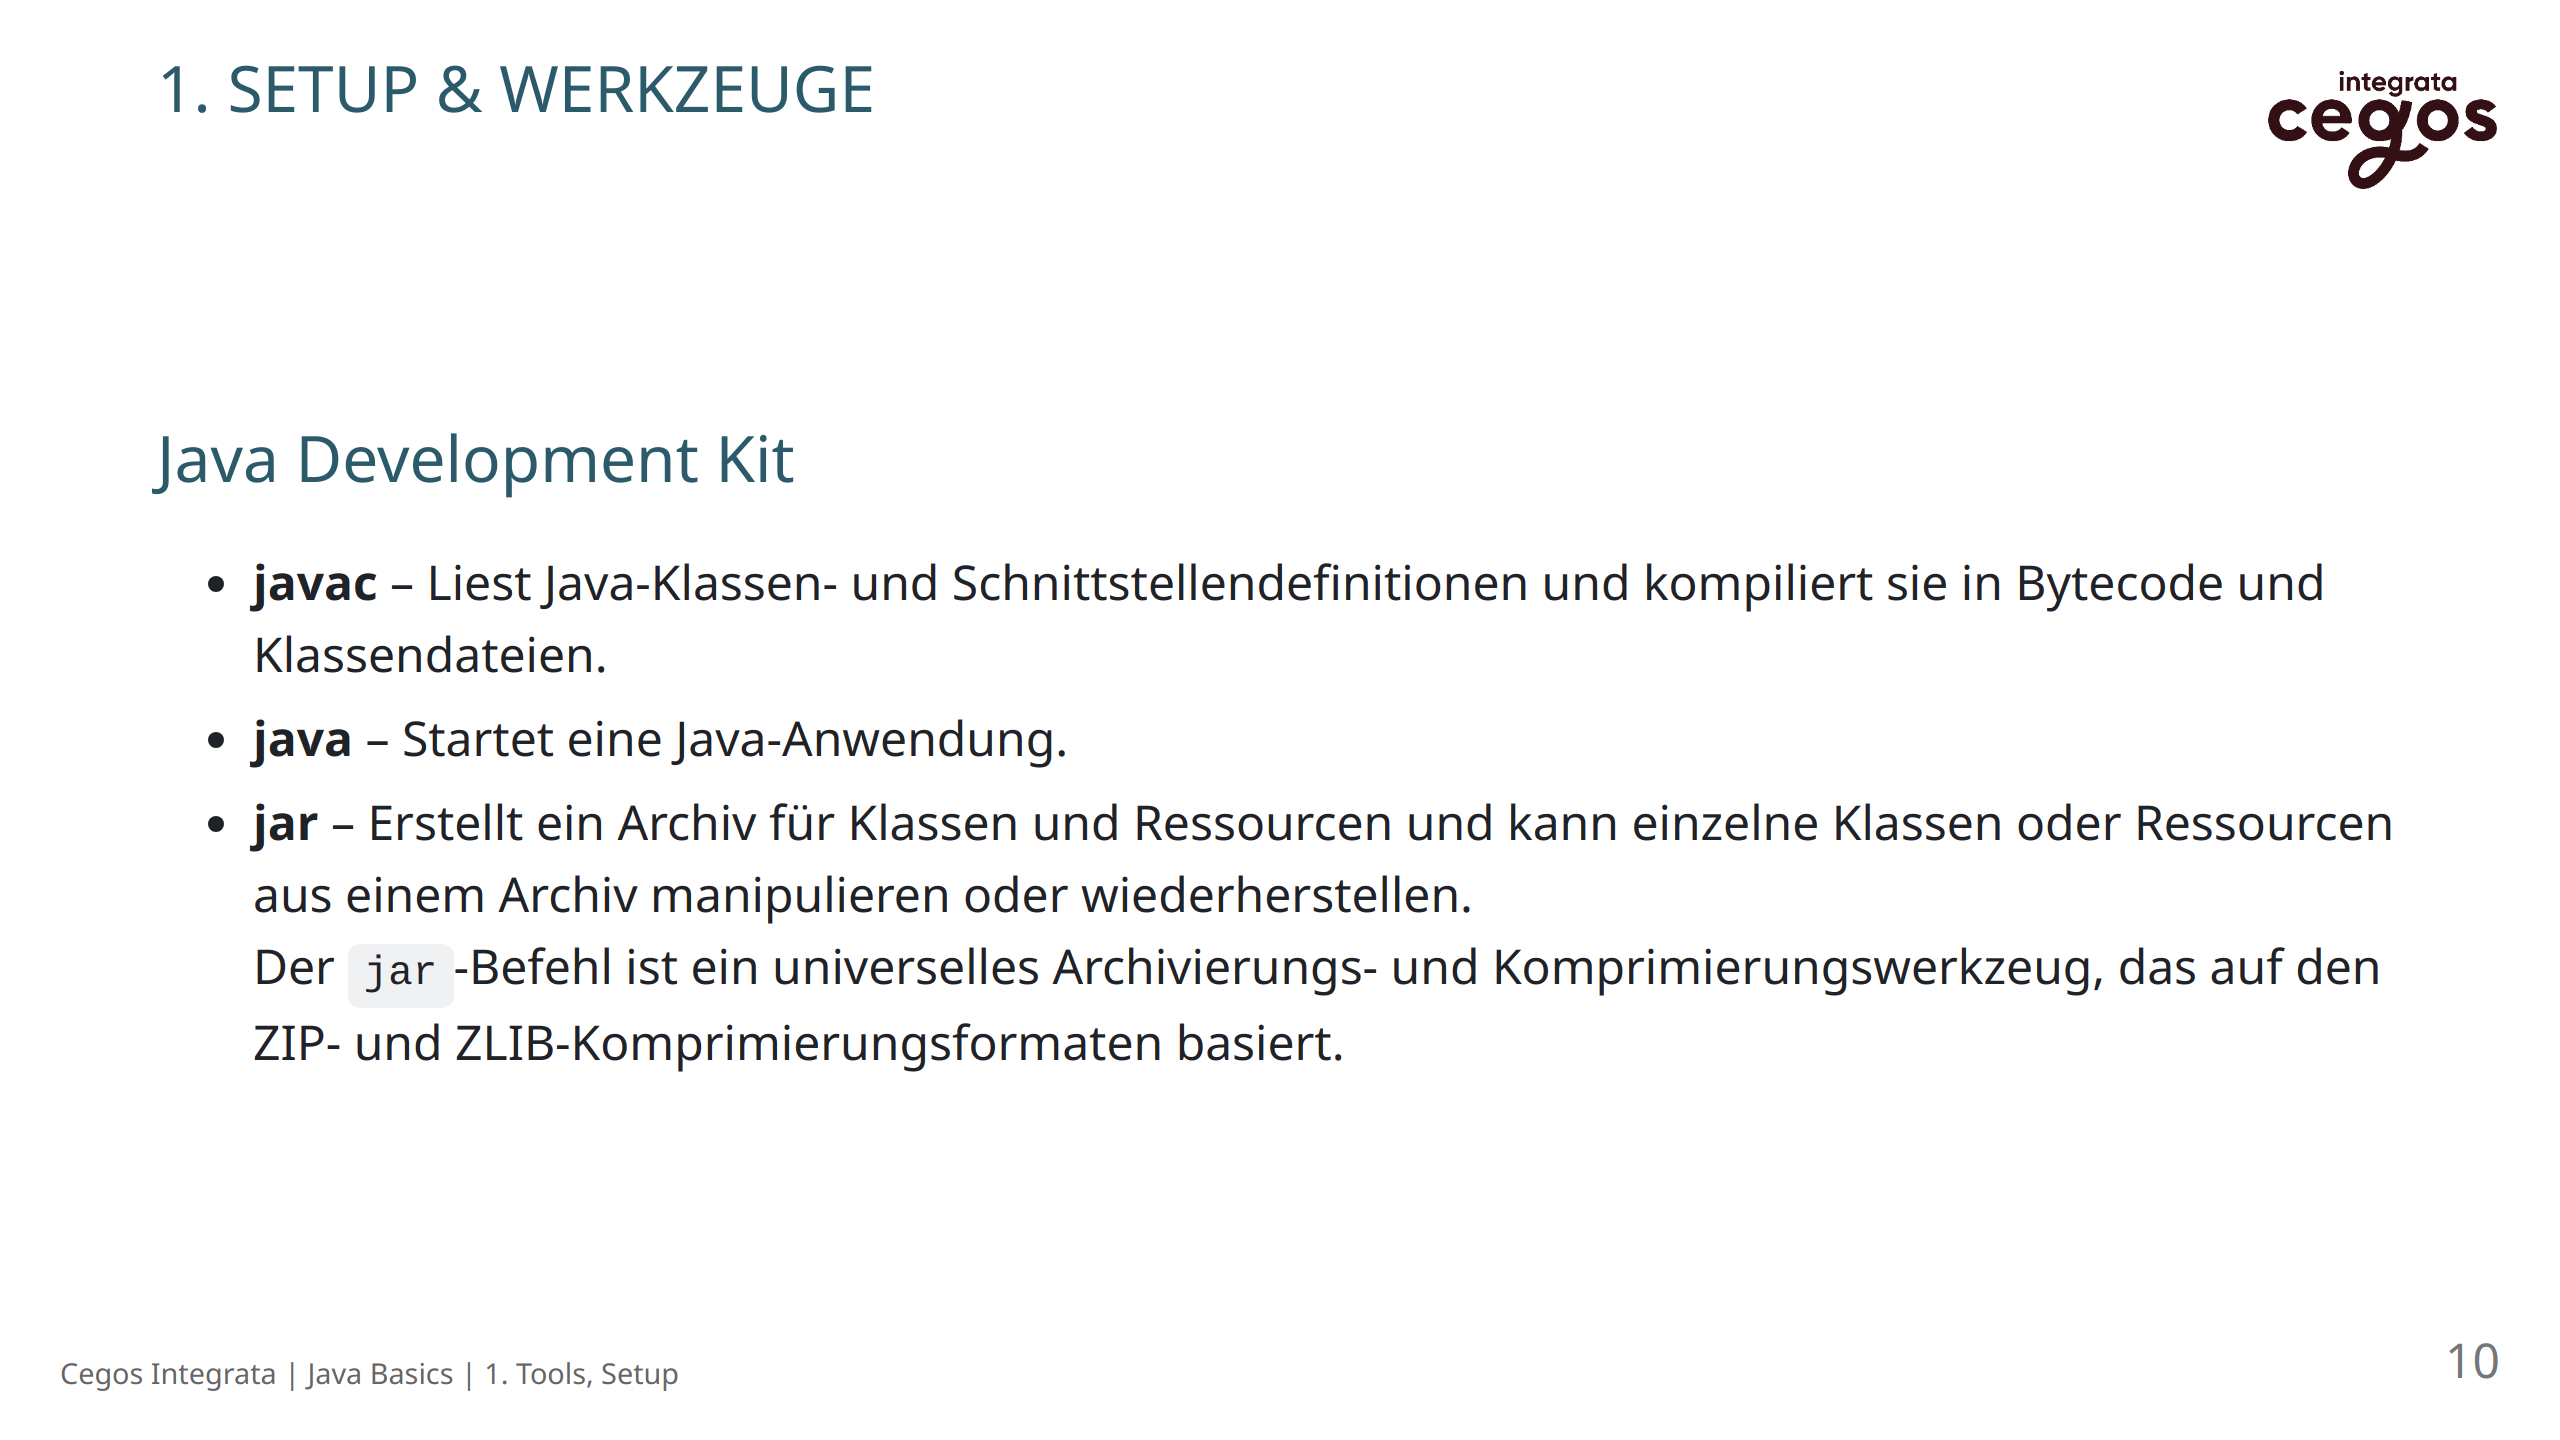 1. SETUP & WERKZEUGE
integrata
cegos
Java Development Kit
• javac – Liest Java-Klassen- und Schnittstellendefinitionen und kompiliert sie in Bytecode und
Klassendateien.
• java – Startet eine Java-Anwendung.
• jar – Erstellt ein Archiv für Klassen und Ressourcen und kann einzelne Klassen oder Ressourcen
aus einem Archiv manipulieren oder wiederherstellen.
Der jar-Befehl ist ein universelles Archivierungs- und Komprimierungswerkzeug, das auf den
ZIP- und ZLIB-Komprimierungsformaten basiert.
Cegos Integrata | Java Basics | 1. Tools, Setup
10